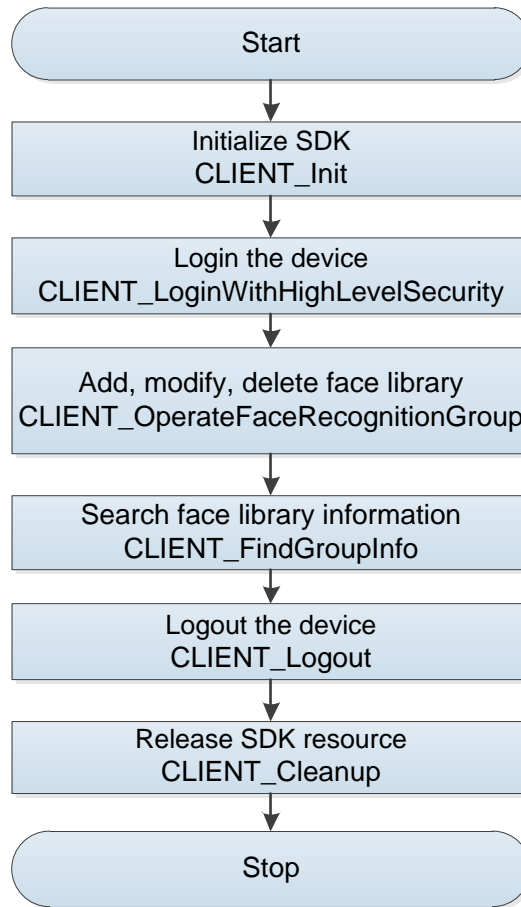 Start
Initialize SDK
CLIENT_Init
Login the device
CLIENT_LoginWithHighLevelSecurity
Add, modify, delete face library
CLIENT_OperateFaceRecognitionGroup
Search face library information
CLIENT_FindGroupInfo
Logout the device
CLIENT_Logout
Release SDK resource
CLIENT_Cleanup
Stop